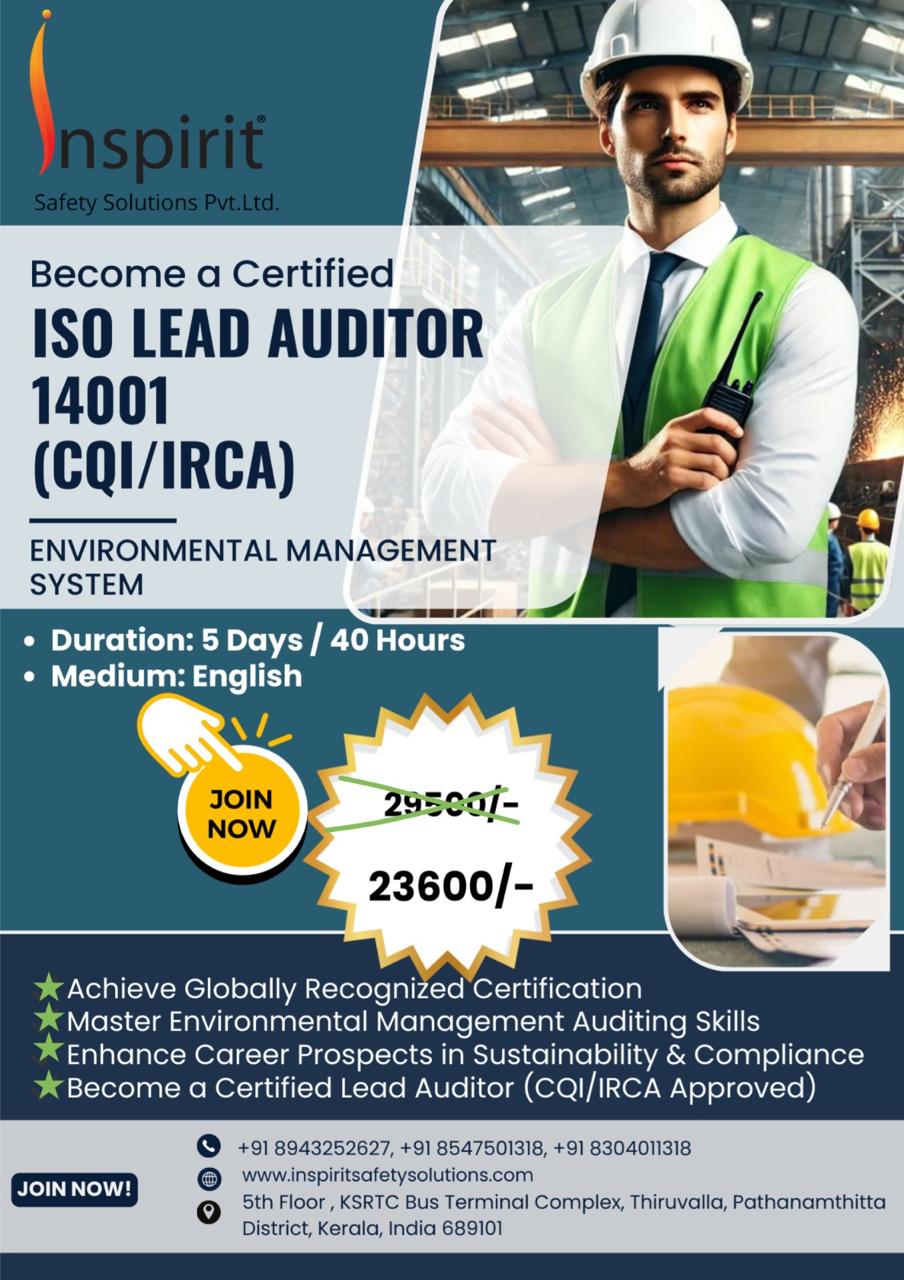 Inspirit®
Safety Solutions Pvt.Ltd.
Become a Certified
ISO LEAD AUDITOR
14001
(CQI/IRCA)
ENVIRONMENTAL MANAGEMENT
SYSTEM
• Duration: 5 Days / 40 Hours
• Medium: English
JOIN
NOW
29500/-
23600/-
Achieve Globally Recognized Certification
Master Environmental Management Auditing Skills
Enhance Career Prospects in Sustainability & Compliance
Become a Certified Lead Auditor (CQI/IRCA Approved)
JOIN NOW!
+91 8943252627, +91 8547501318, +91 8304011318
www.inspiritsafetysolutions.com
5th Floor , KSRTC Bus Terminal Complex, Thiruvalla, Pathanamthitta
District, Kerala, India 689101